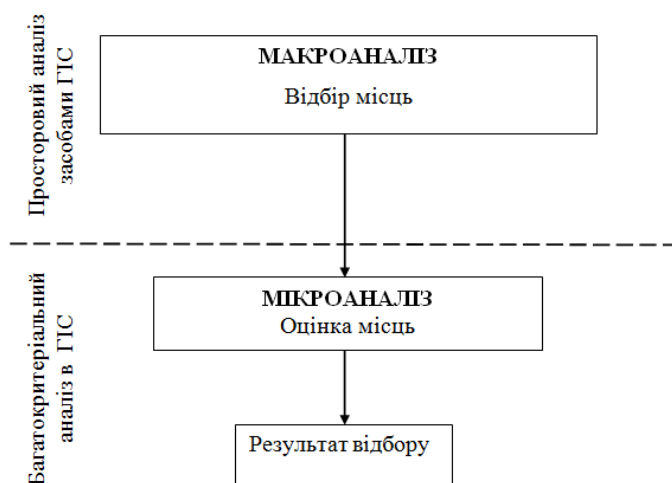 Просторовий аналіз
засобами ГІС
МАКРОАНАЛІЗ
Відбір місць
Багатокритеріальний
аналіз в ГІС
МІКРОАНАЛІЗ
Оцінка місць
Результат відбору